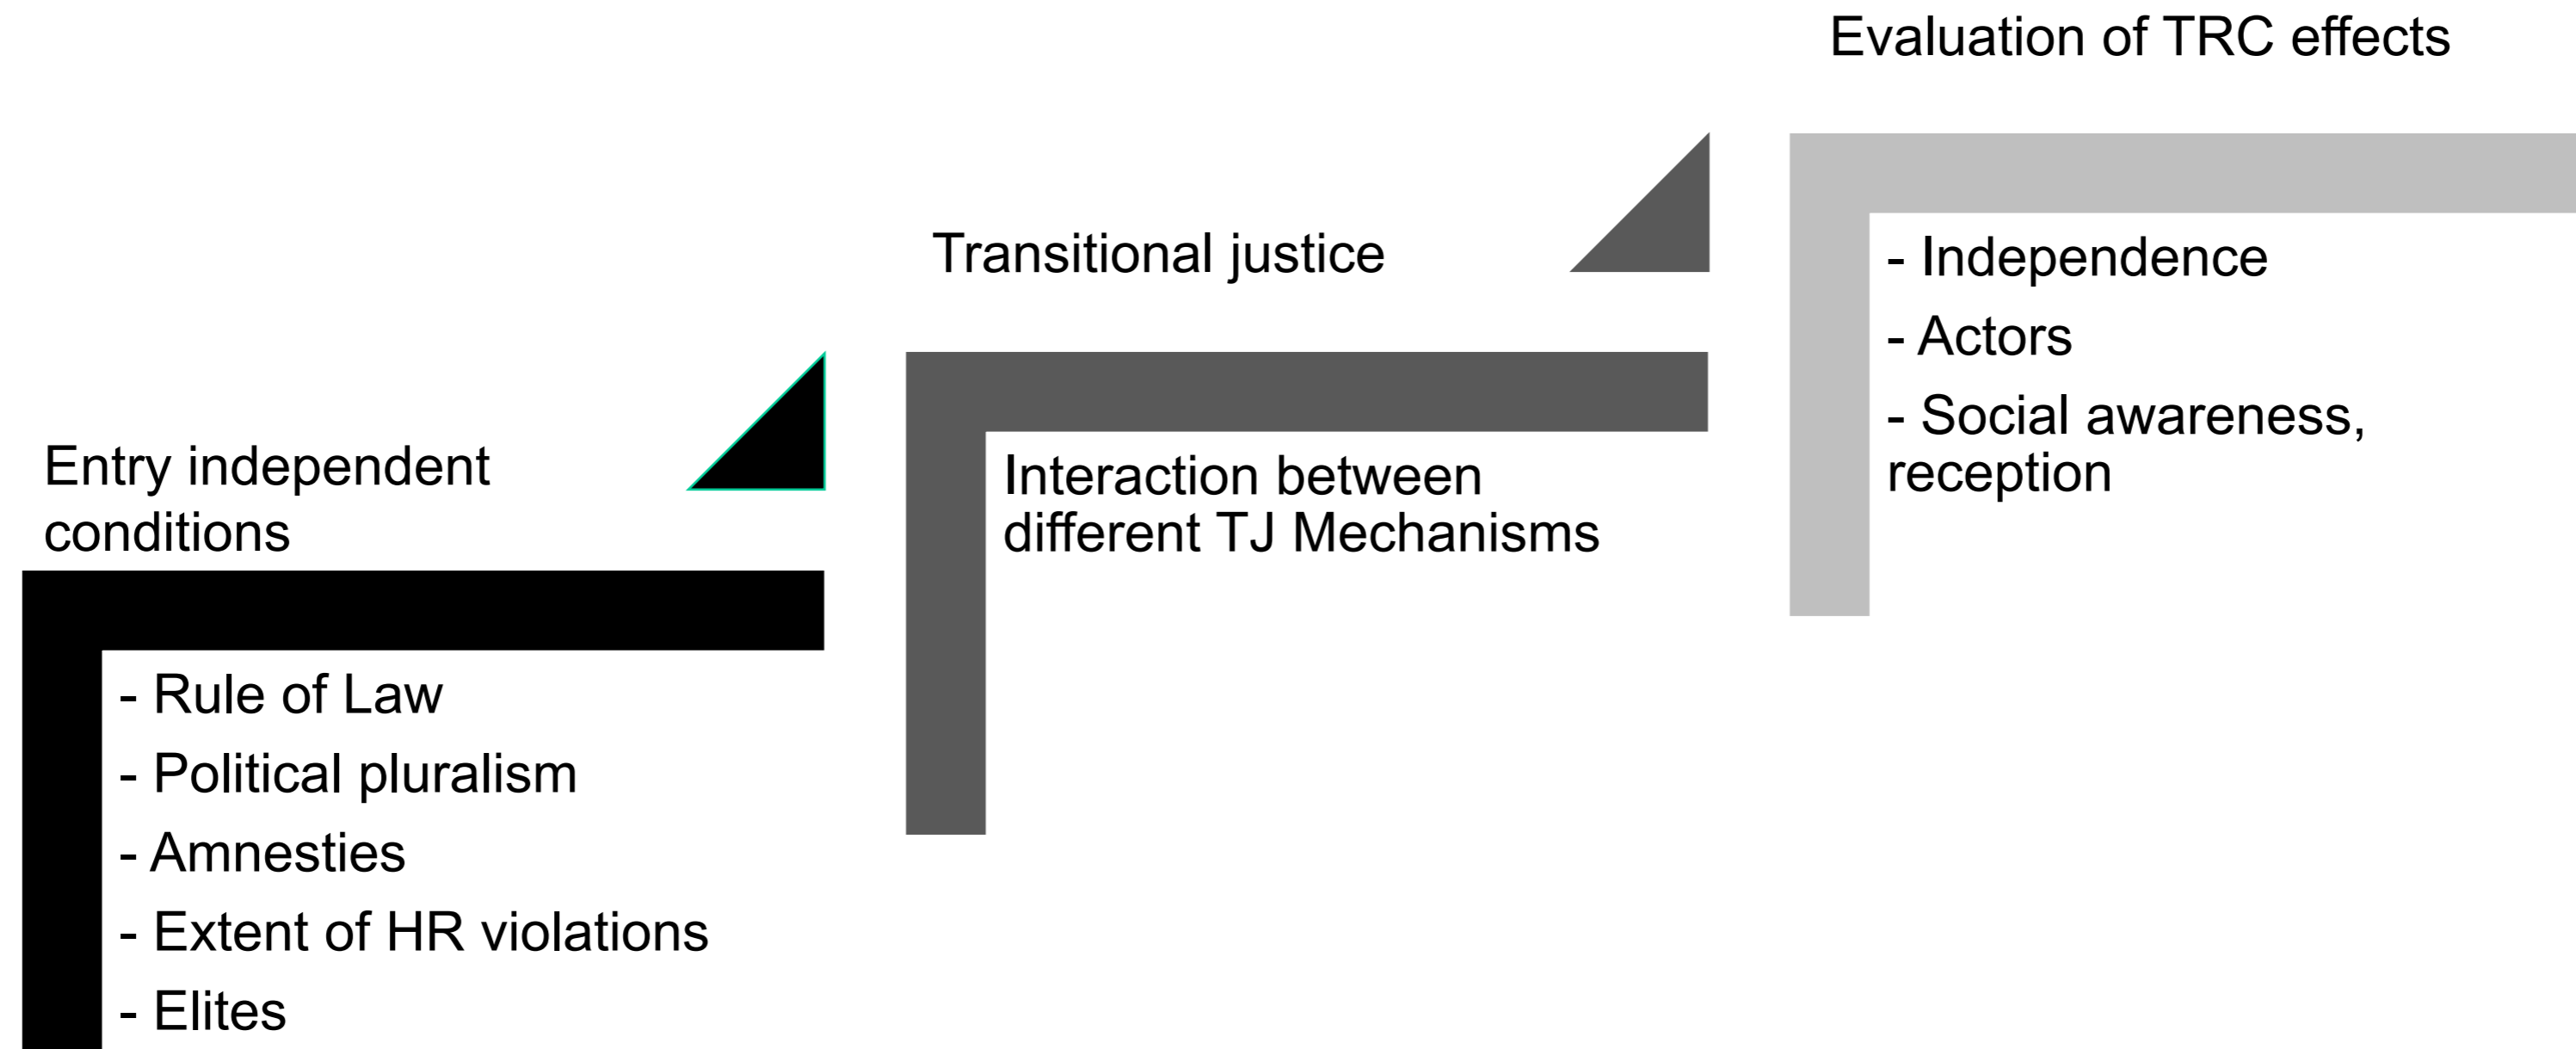 Entry independent
conditions
- Rule of Law
- Political pluralism
- Amnesties
- Extent of HR violations
- Elites
Transitional justice
Interaction between
different TJ Mechanisms
Evaluation of TRC effects
- Independence
- Actors
- Social awareness,
reception